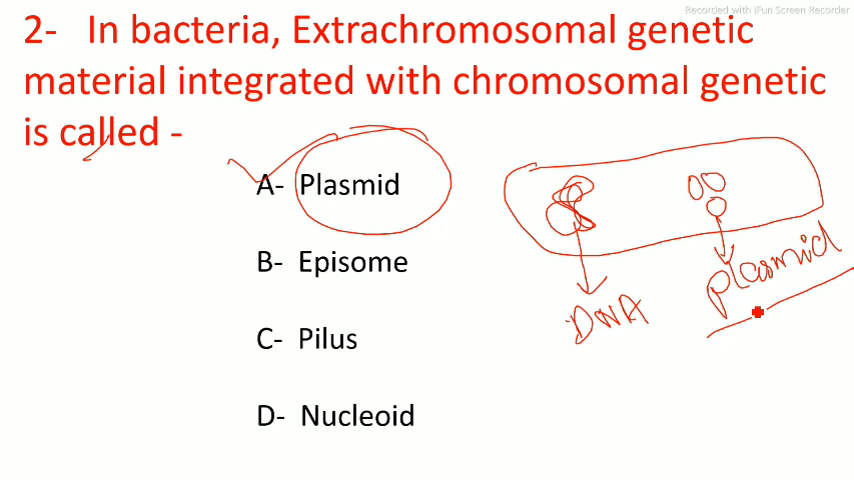 Recorded with iFun Screen Recorder
2- In bacteria, Extrachromosomal genetic
material integrated with chromosomal genetic
is called -
A- Plasmid
B- Episome
C- Pilus
D- Nucleoid
DNA
plasmid